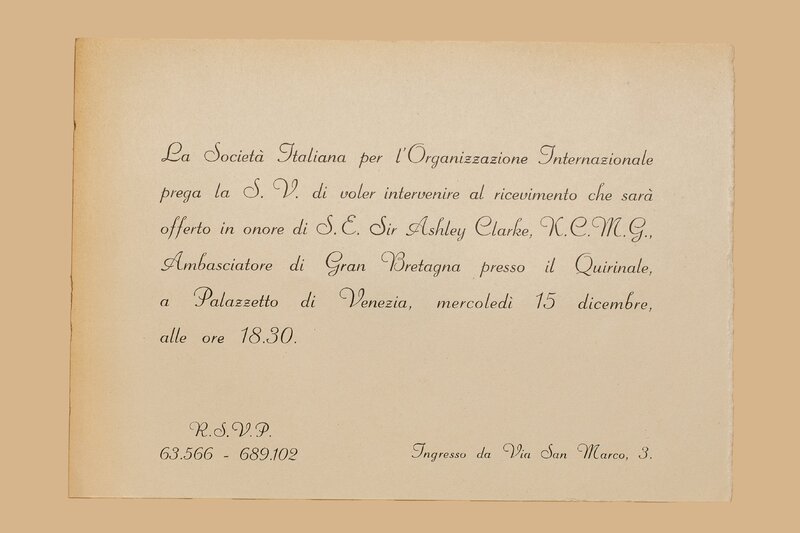 La Società Italiana per l'Organizzazione Internazionale
prega la S. V. di voler intervenire al ricevimento che sarà
offerto in onore di S. E. Sir Ashley Clarke, K.C.M.G.,
Ambasciatore di Gran Bretagna presso il Quirinale,
a Palazzetto di Venezia, mercoledì 15 dicembre,
alle ore 18.30.
R.S.V.P.
63.566 - 689.102
Ingresso da Via San Marco, 3.